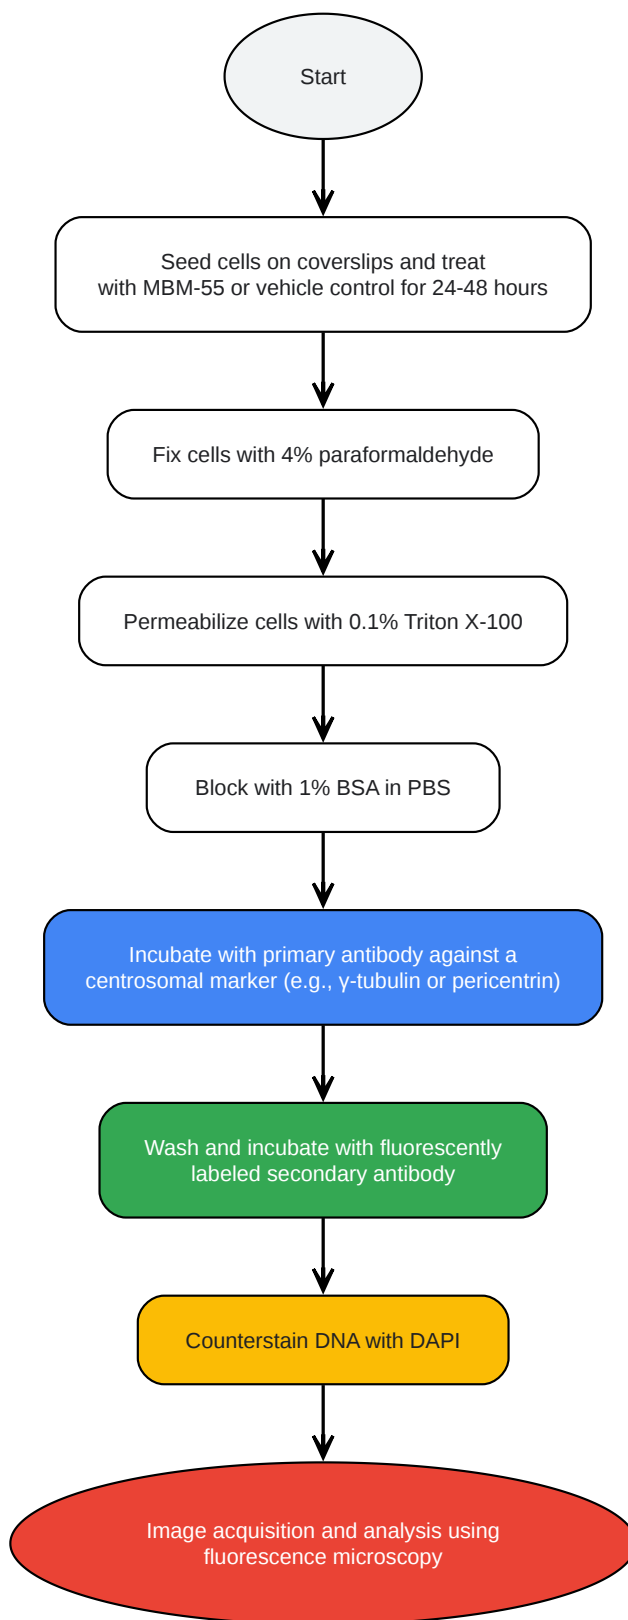 Start
Seed cells on coverslips and treat
with MBM-55 or vehicle control for 24-48 hours
Fix cells with 4% paraformaldehyde
Permeabilize cells with 0.1% Triton X-100
Block with 1% BSA in PBS
Incubate with primary antibody against a
centrosomal marker (e.g., γ-tubulin or pericentrin)
Wash and incubate with fluorescently
labeled secondary antibody
Counterstain DNA with DAPI
Image acquisition and analysis using
fluorescence microscopy